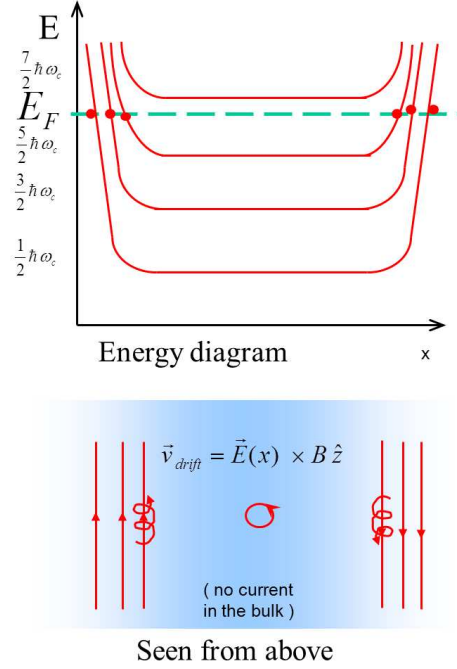 E
7/2 ħω_c
E_F
5/2 ħω_c
3/2 ħω_c
1/2 ħω_c
Energy diagram x
v⃗_drift = E⃗(x) × B ẑ
( no current
in the bulk )
Seen from above